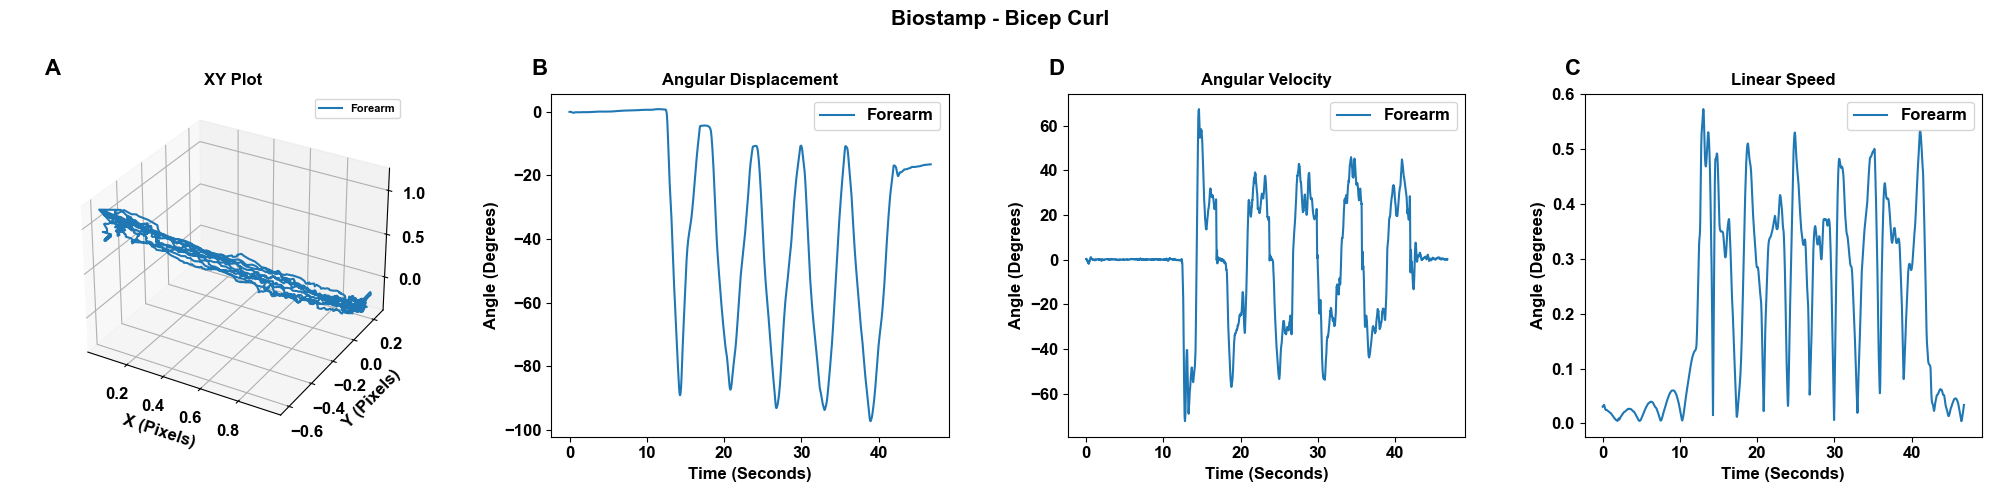 Biostamp - Bicep Curl
A
XY Plot
Forearm
1.0
0.5
0.0
0.2
0.0
−0.2
−0.4
−0.6
Y (Pixels)
0.2
0.4
0.6
0.8
X (Pixels)
B
Angular Displacement
Forearm
0
−20
−40
−60
−80
−100
Angle (Degrees)
0
10
20
30
40
Time (Seconds)
D
Angular Velocity
Forearm
60
40
20
0
−20
−40
−60
Angle (Degrees)
0
10
20
30
40
Time (Seconds)
C
Linear Speed
Forearm
0.6
0.5
0.4
0.3
0.2
0.1
0.0
Angle (Degrees)
0
10
20
30
40
Time (Seconds)